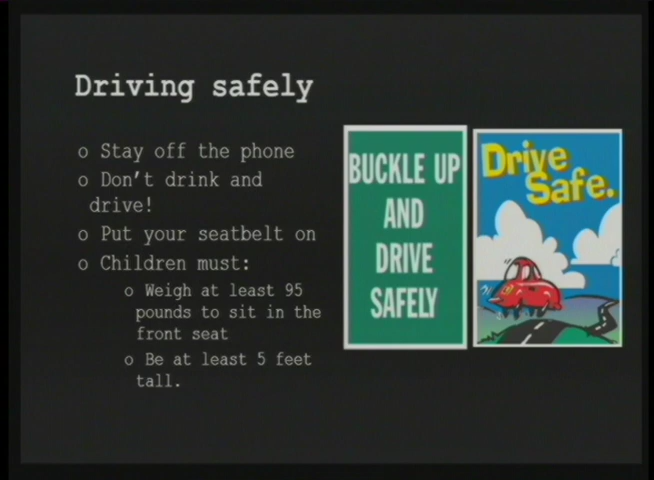 Driving safely
o Stay off the phone
o Don't drink and
drive!
o Put your seatbelt on
o Children must:
o Weigh at least 95
pounds to sit in the
front seat
o Be at least 5 feet
tall.
BUCKLE UP
AND
DRIVE
SAFELY
Drive
Safe.